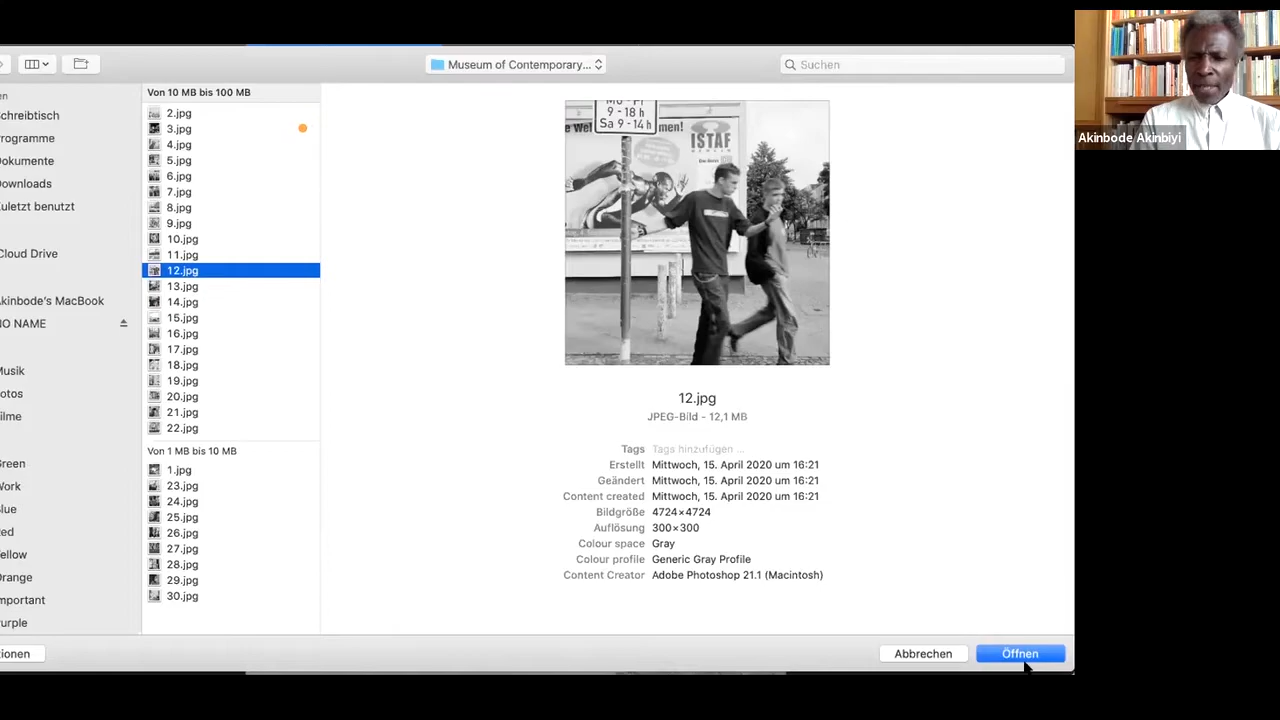 Museum of Contemporary...
Suchen
en
chreibtisch
rogramme
okumente
ownloads
uletzt benutzt
Cloud Drive
kinbode's MacBook
O NAME
usik
otos
ilme
reen
ork
lue
ed
ellow
range
mportant
urple
Von 10 MB bis 100 MB
2.jpg
3.jpg
4.jpg
5.jpg
6.jpg
7.jpg
8.jpg
9.jpg
10.jpg
11.jpg
12.jpg
13.jpg
14.jpg
15.jpg
16.jpg
17.jpg
18.jpg
19.jpg
20.jpg
21.jpg
22.jpg
Von 1 MB bis 10 MB
1.jpg
23.jpg
24.jpg
25.jpg
26.jpg
27.jpg
28.jpg
29.jpg
30.jpg
Mo - Fr
9 - 18 h
Sa 9 - 14 h
e Wel
men!
ISTAF
12.jpg
JPEG-Bild - 12,1 MB
Tags Tags hinzufügen ...
Erstellt Mittwoch, 15. April 2020 um 16:21
Geändert Mittwoch, 15. April 2020 um 16:21
Content created Mittwoch, 15. April 2020 um 16:21
Bildgröße 4724×4724
Auflösung 300×300
Colour space Gray
Colour profile Generic Gray Profile
Content Creator Adobe Photoshop 21.1 (Macintosh)
ionen
Abbrechen
Öffnen
Akinbode Akinbiyi